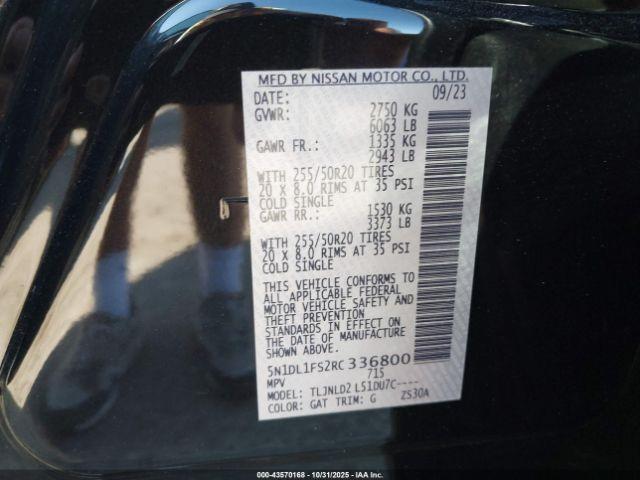 MFD BY NISSAN MOTOR CO., LTD.
DATE: 09/23
GVWR: 2750 KG
6063 LB
GAWR FR.: 1335 KG
2943 LB
WITH 255/50R20 TIRES
20 x 8.0 RIMS AT 35 PSI
COLD SINGLE
GAWR RR.: 1530 KG
3373 LB
WITH 255/50R20 TIRES
20 x 8.0 RIMS AT 35 PSI
COLD SINGLE
THIS VEHICLE CONFORMS TO
ALL APPLICABLE FEDERAL
MOTOR VEHICLE SAFETY AND
THEFT PREVENTION
STANDARDS IN EFFECT ON
THE DATE OF MANUFACTURE
SHOWN ABOVE.
5N1DL1FS2RC336800
MPV 715
MODEL: TLJNLD2 L51DU7C----
COLOR: GAT TRIM: G ZS30A
000-43570168 - 10/31/2025 - IAA Inc.